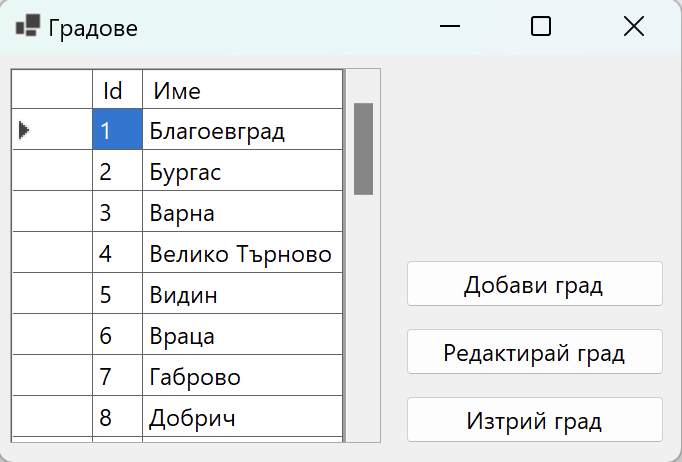 Градове
Id Име
1 Благоевград
2 Бургас
3 Варна
4 Велико Търново
5 Видин
6 Враца
7 Габрово
8 Добрич
Добави град
Редактирай град
Изтрий град